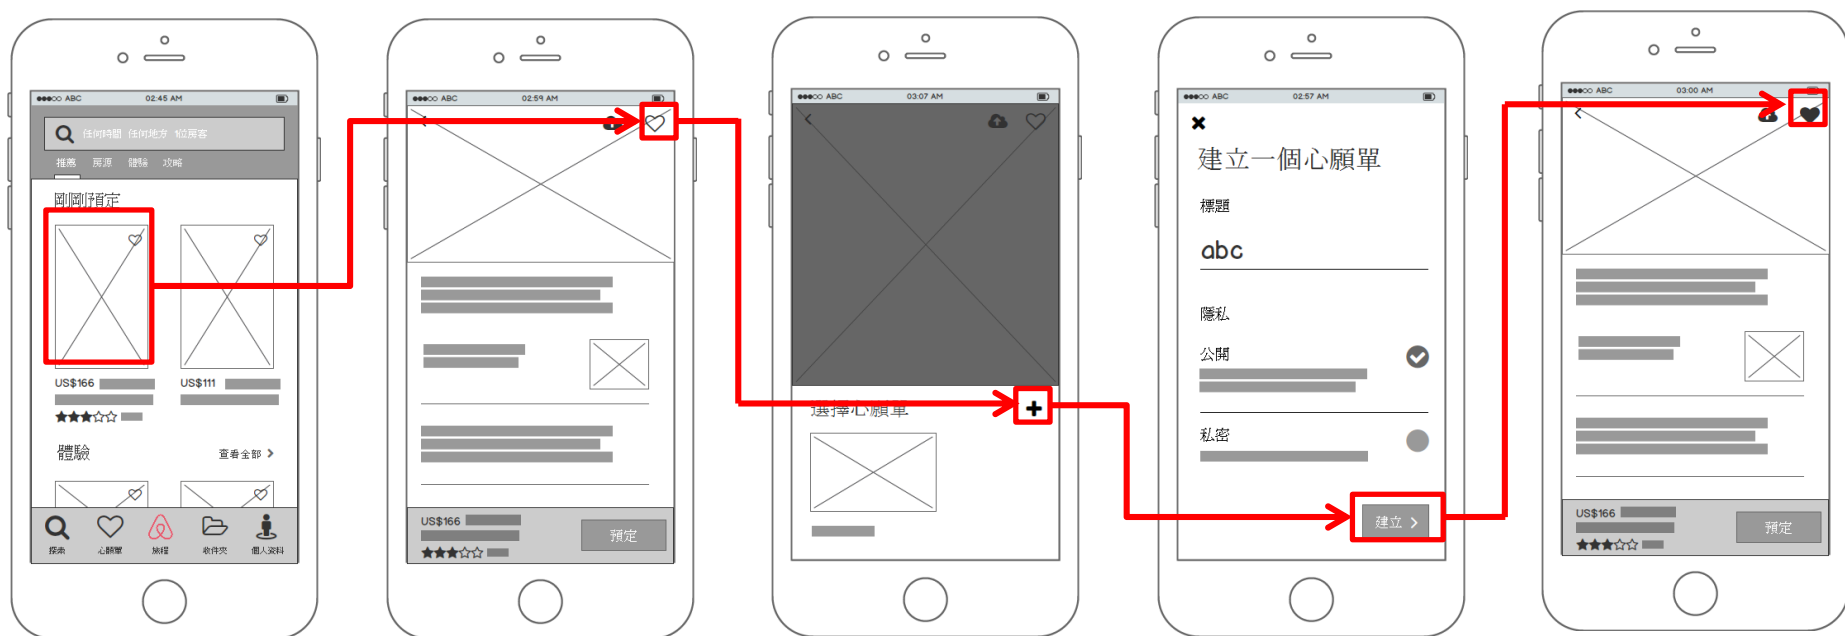 ABC 02:45 AM
任何時間 任何地方 1位房客
推薦 房源 體驗 攻略
剛剛預定
US$166 US$111
體驗 查看全部
探索 心願單 旅程 收件夾 個人資料
ABC 02:59 AM
US$166
預定
ABC 03:07 AM
選擇心願單
ABC 02:57 AM
建立一個心願單
標題
abc
隱私
公開
私密
建立
ABC 03:00 AM
US$166
預定